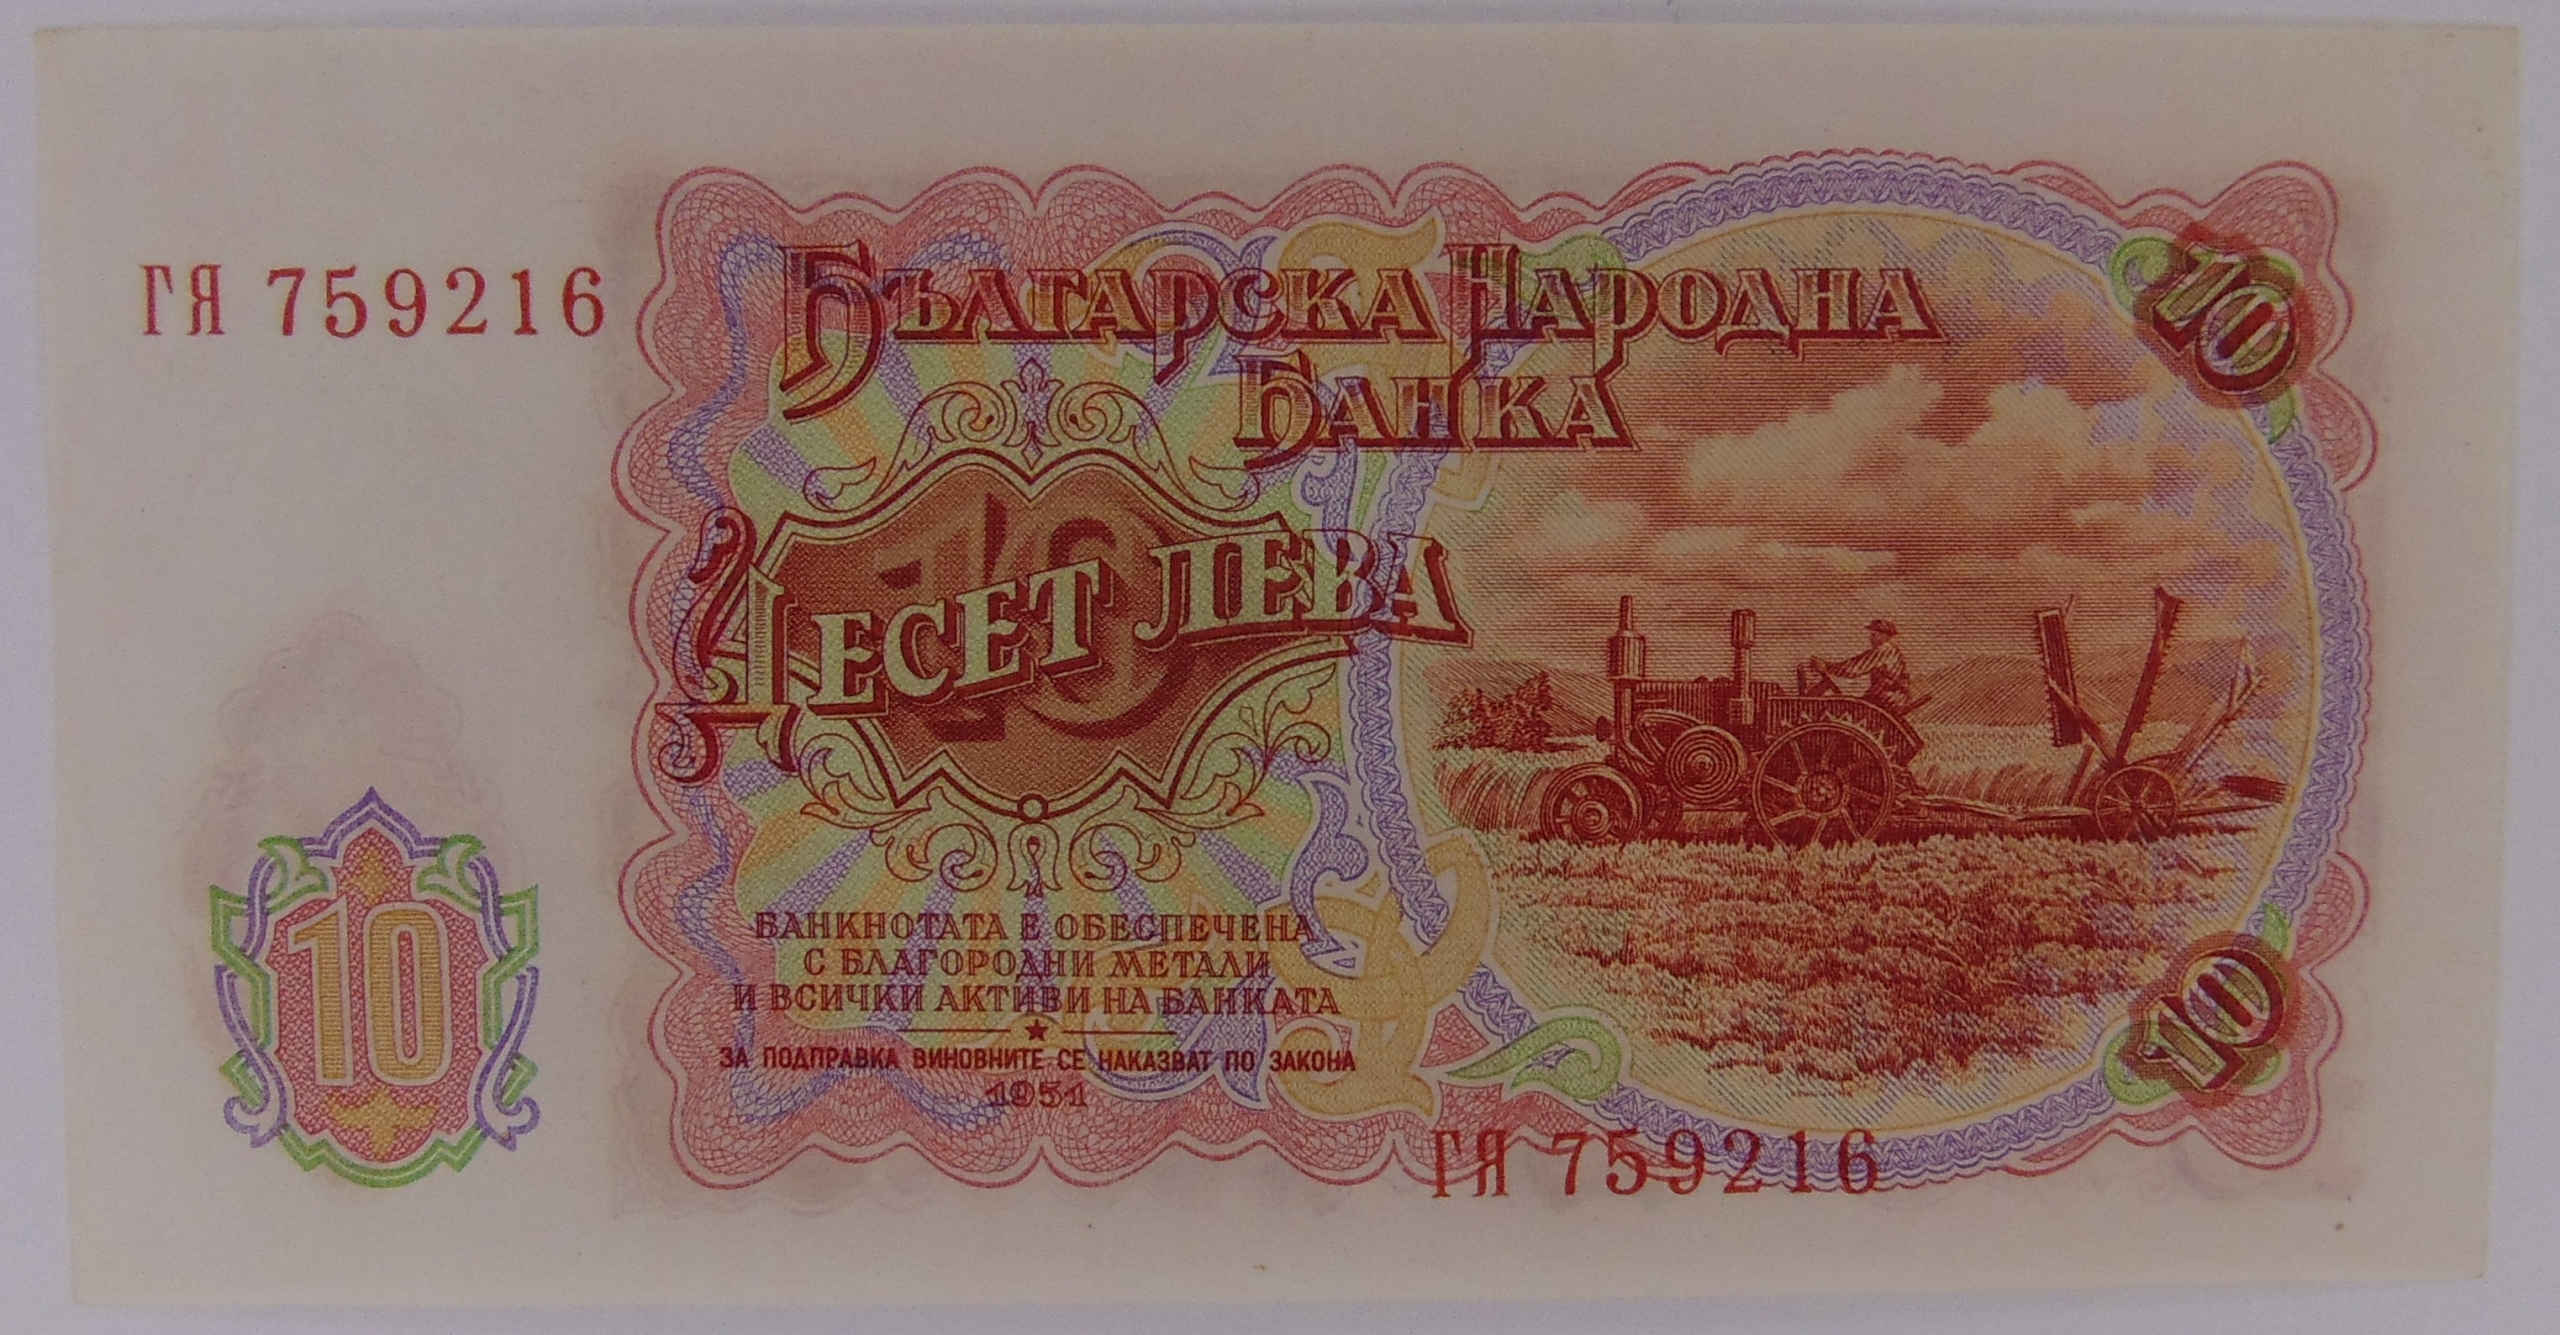 ГЯ 759216
Българска Народна
Банка
10
10
Десет лева
10
БАНКНОТАТА Е ОБЕСПЕЧЕНА
С БЛАГОРОДНИ МЕТАЛИ
И ВСИЧКИ АКТИВИ НА БАНКАТА
ЗА ПОДПРАВКА ВИНОВНИТЕ СЕ НАКАЗВАТ ПО ЗАКОНА
1951
10
ГЯ 759216